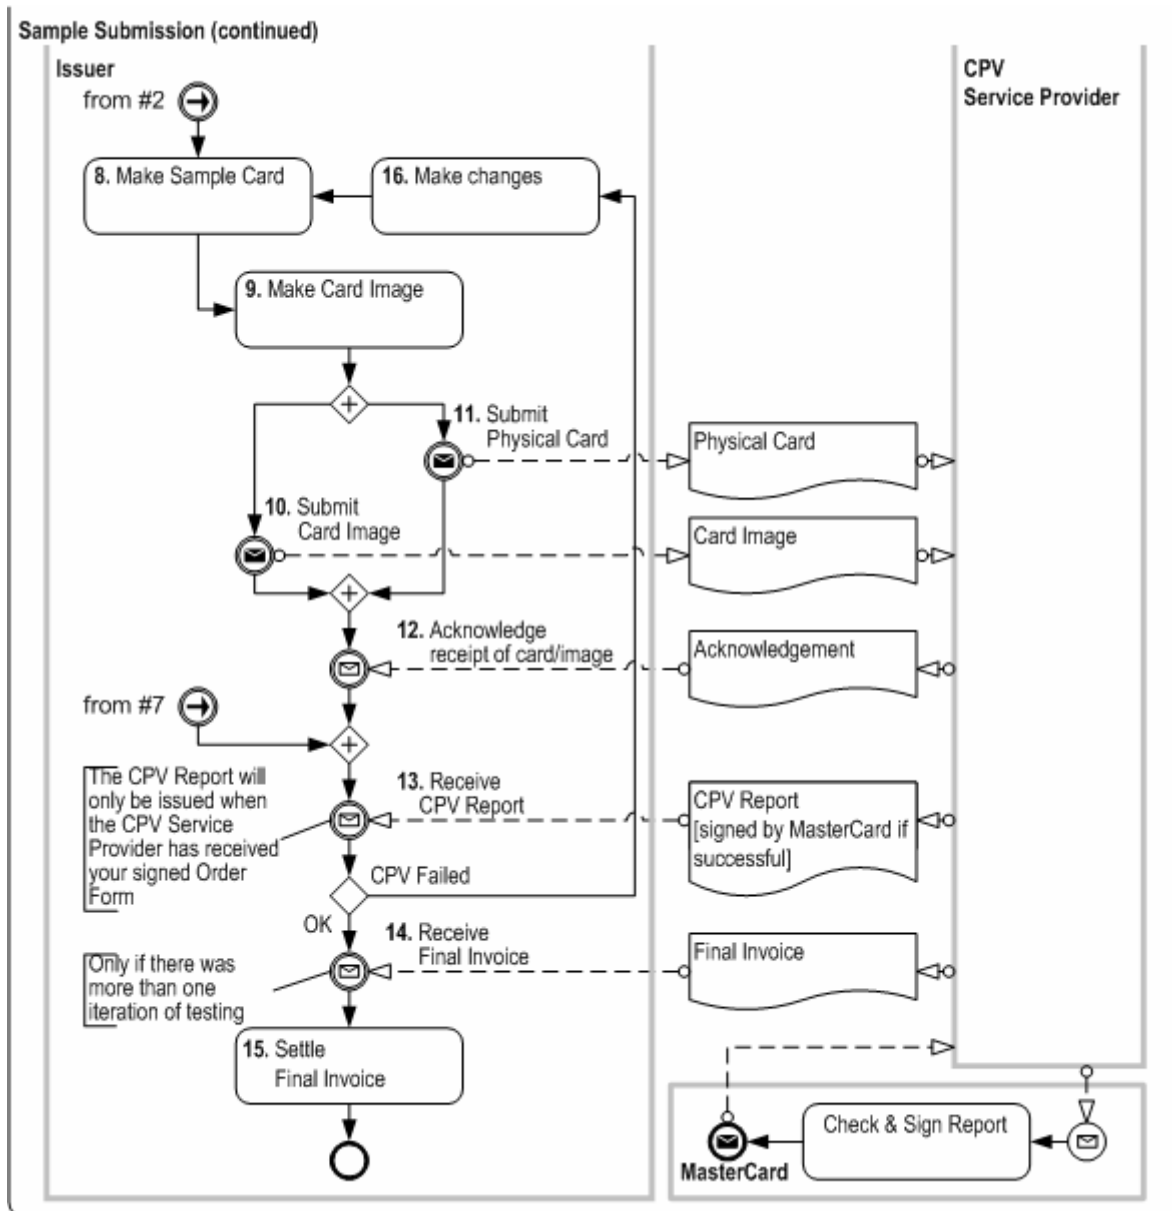 Sample Submission (continued)
Issuer
CPV
Service Provider
from #2
8. Make Sample Card
16. Make changes
9. Make Card Image
11. Submit
Physical Card
Physical Card
10. Submit
Card Image
Card Image
12. Acknowledge
receipt of card/image
Acknowledgement
from #7
The CPV Report will
only be issued when
the CPV Service
Provider has received
your signed Order
Form
13. Receive
CPV Report
CPV Report
[signed by MasterCard if
successful]
CPV Failed
OK
14. Receive
Final Invoice
Final Invoice
Only if there was
more than one
iteration of testing
15. Settle
Final Invoice
Check & Sign Report
MasterCard